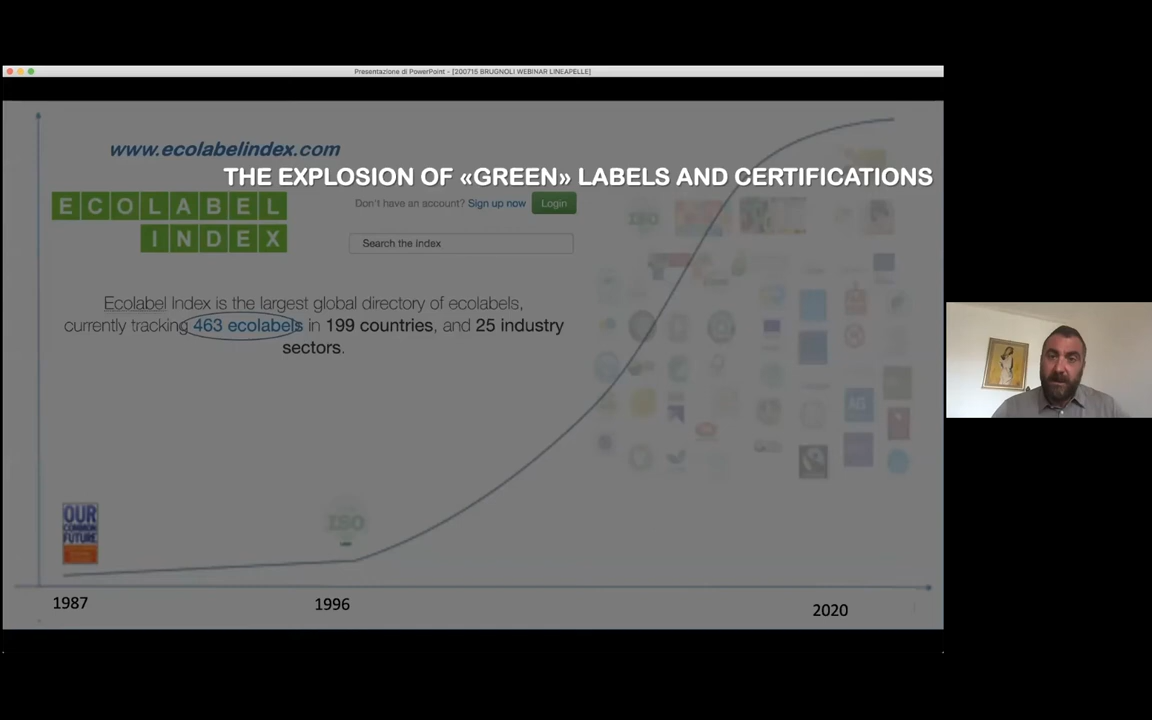 Presentazione di PowerPoint - [200715 BRUGNOLI WEBINAR LINEAPELLE]
www.ecolabelindex.com
THE EXPLOSION OF «GREEN» LABELS AND CERTIFICATIONS
ECOLABEL
INDEX
Don't have an account? Sign up now Login
Search the index
Ecolabel Index is the largest global directory of ecolabels,
currently tracking 463 ecolabels in 199 countries, and 25 industry
sectors.
ISO
OUR
COMMON
FUTURE
ISO
1987
1996
2020